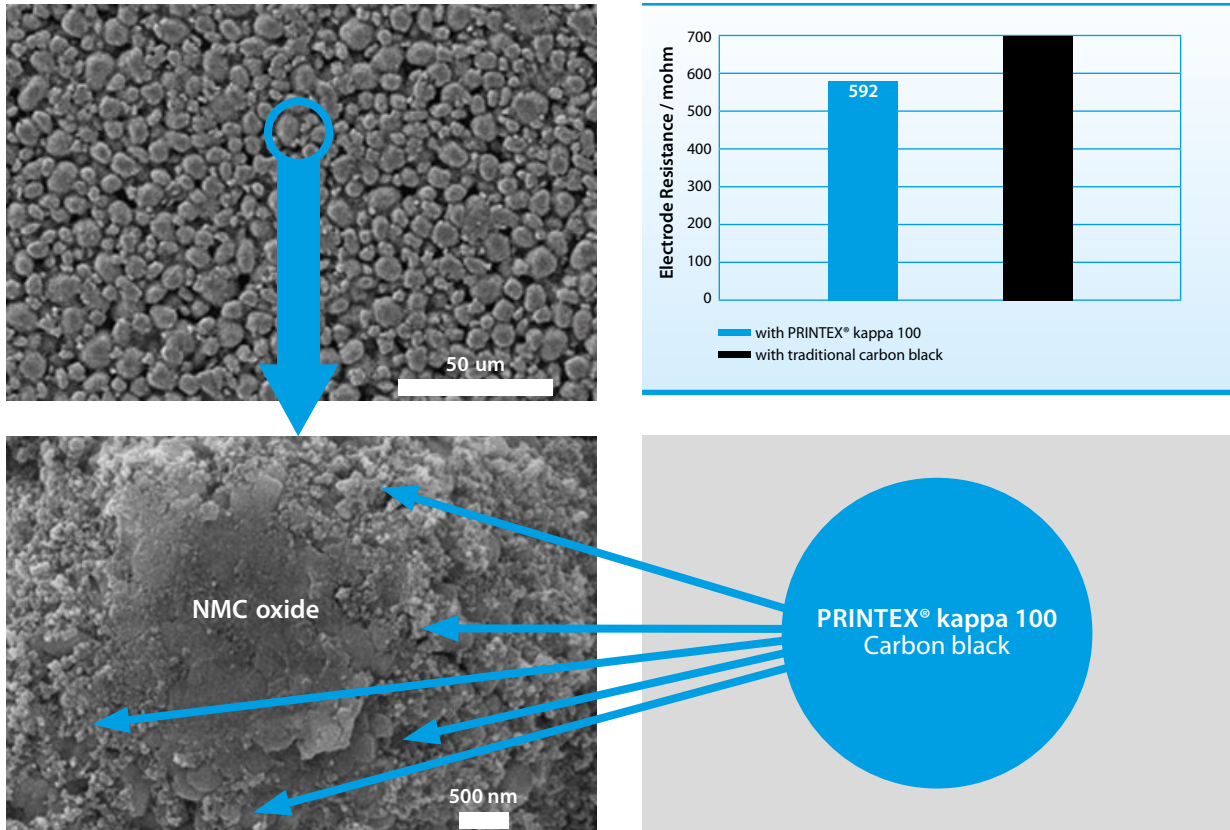 50 um
Electrode Resistance / mohm
700
600
500
400
300
200
100
0
592
with PRINTEX® kappa 100
with traditional carbon black
NMC oxide
500 nm
PRINTEX® kappa 100
Carbon black